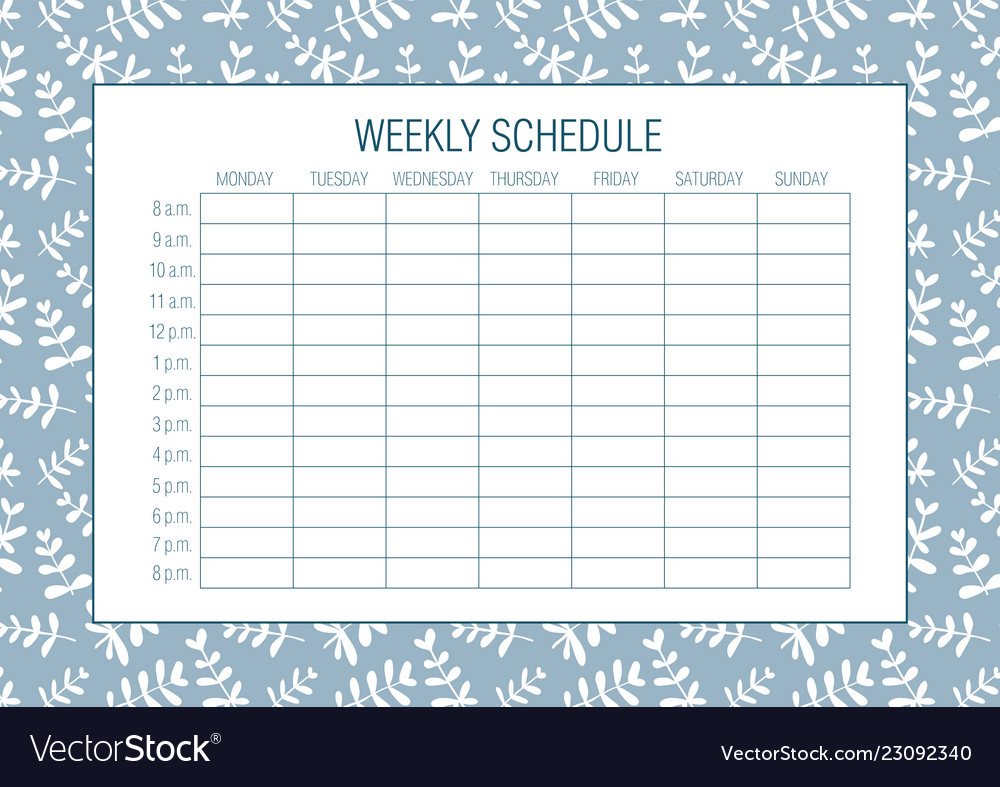 WEEKLY SCHEDULE
MONDAY TUESDAY WEDNESDAY THURSDAY FRIDAY SATURDAY SUNDAY
8 a.m.
9 a.m.
10 a.m.
11 a.m.
12 p.m.
1 p.m.
2 p.m.
3 p.m.
4 p.m.
5 p.m.
6 p.m.
7 p.m.
8 p.m.
VectorStock® VectorStock.com/23092340